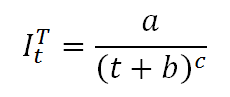 I_t^T = a / (t + b)^c